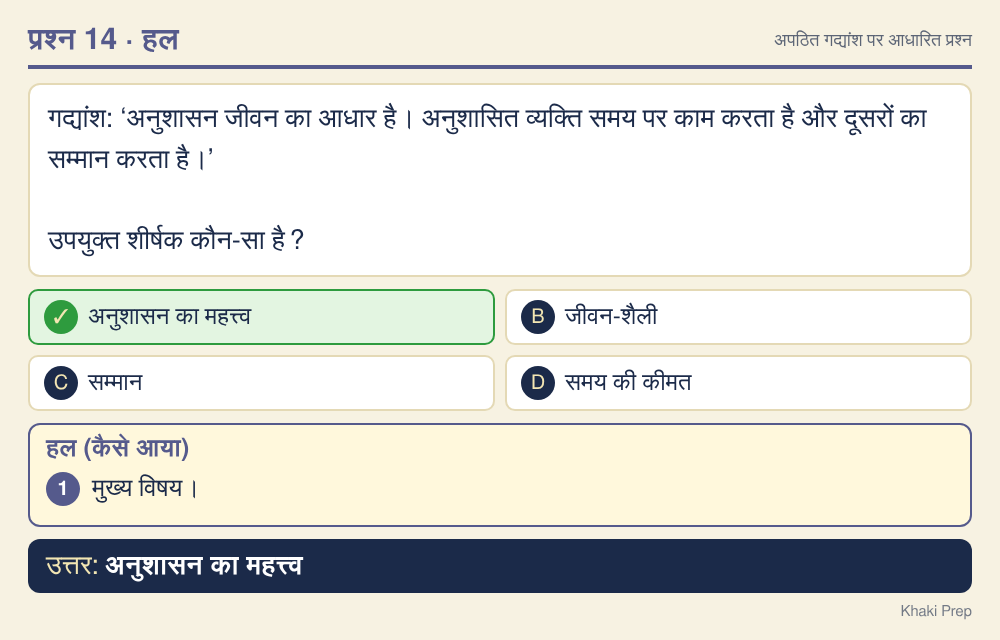 प्रश्न 14 · हल
अपठित गद्यांश पर आधारित प्रश्न
गद्यांश: ‘अनुशासन जीवन का आधार है। अनुशासित व्यक्ति समय पर काम करता है और दूसरों का
सम्मान करता है।’
उपयुक्त शीर्षक कौन-सा है ?
✓ अनुशासन का महत्त्व
B जीवन-शैली
C सम्मान
D समय की कीमत
हल (कैसे आया)
1 मुख्य विषय।
उत्तर: अनुशासन का महत्त्व
Khaki Prep